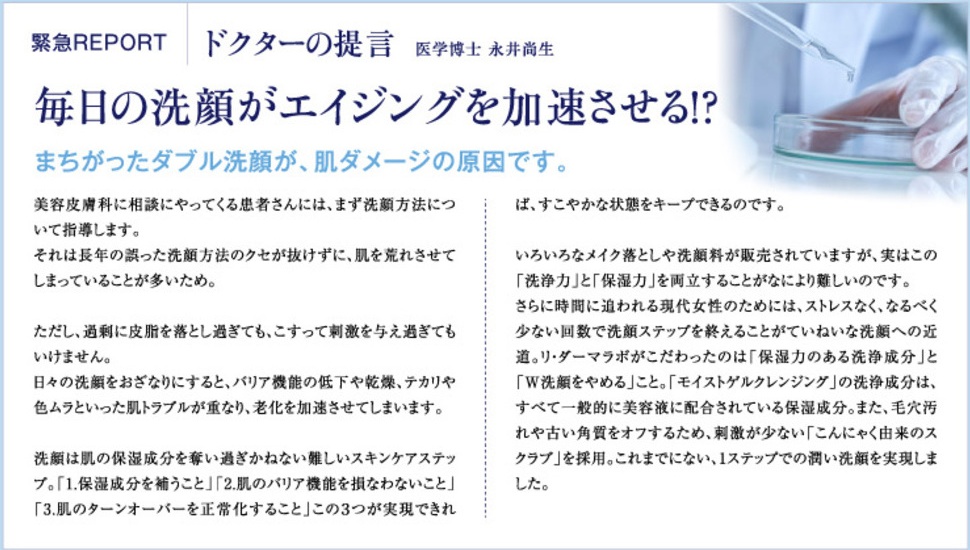 緊急REPORT
ドクターの提言 医学博士 永井尚生
毎日の洗顔がエイジングを加速させる!?
まちがったダブル洗顔が、肌ダメージの原因です。
美容皮膚科に相談にやってくる患者さんには、まず洗顔方法につ
いて指導します。
それは長年の誤った洗顔方法のクセが抜けずに、肌を荒れさせて
しまっていることが多いため。
ただし、過剰に皮脂を落とし過ぎても、こすって刺激を与え過ぎても
いけません。
日々の洗顔をおざなりにすると、バリア機能の低下や乾燥、テカリや
色ムラといった肌トラブルが重なり、老化を加速させてしまいます。
洗顔は肌の保湿成分を奪い過ぎかねない難しいスキンケアステッ
プ。「1.保湿成分を補うこと」「2.肌のバリア機能を損なわないこと」
「3.肌のターンオーバーを正常化すること」この3つが実現できれ
ば、すこやかな状態をキープできるのです。
いろいろなメイク落としや洗顔料が販売されていますが、実はこの
「洗浄力」と「保湿力」を両立することがなにより難しいのです。
さらに時間に追われる現代女性のためには、ストレスなく、なるべく
少ない回数で洗顔ステップを終えることがていねいな洗顔への近
道。リ・ダーマラボがこだわったのは「保湿力のある洗浄成分」と
「W洗顔をやめる」こと。「モイストゲルクレンジング」の洗浄成分は、
すべて一般的に美容液に配合されている保湿成分。また、毛穴汚
れや古い角質をオフするため、刺激が少ない「こんにゃく由来のス
クラブ」を採用。これまでにない、1ステップでの潤い洗顔を実現しま
した。